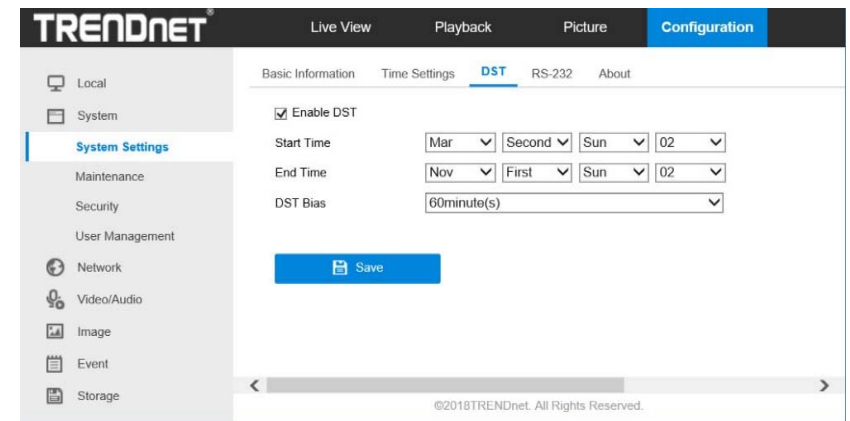 TRENDnet®
Live View Playback Picture Configuration
Local
System
System Settings
Maintenance
Security
User Management
Network
Video/Audio
Image
Event
Storage
Basic Information Time Settings DST RS-232 About
Enable DST
Start Time Mar Second Sun 02
End Time Nov First Sun 02
DST Bias 60minute(s)
Save
©2018TRENDnet. All Rights Reserved.